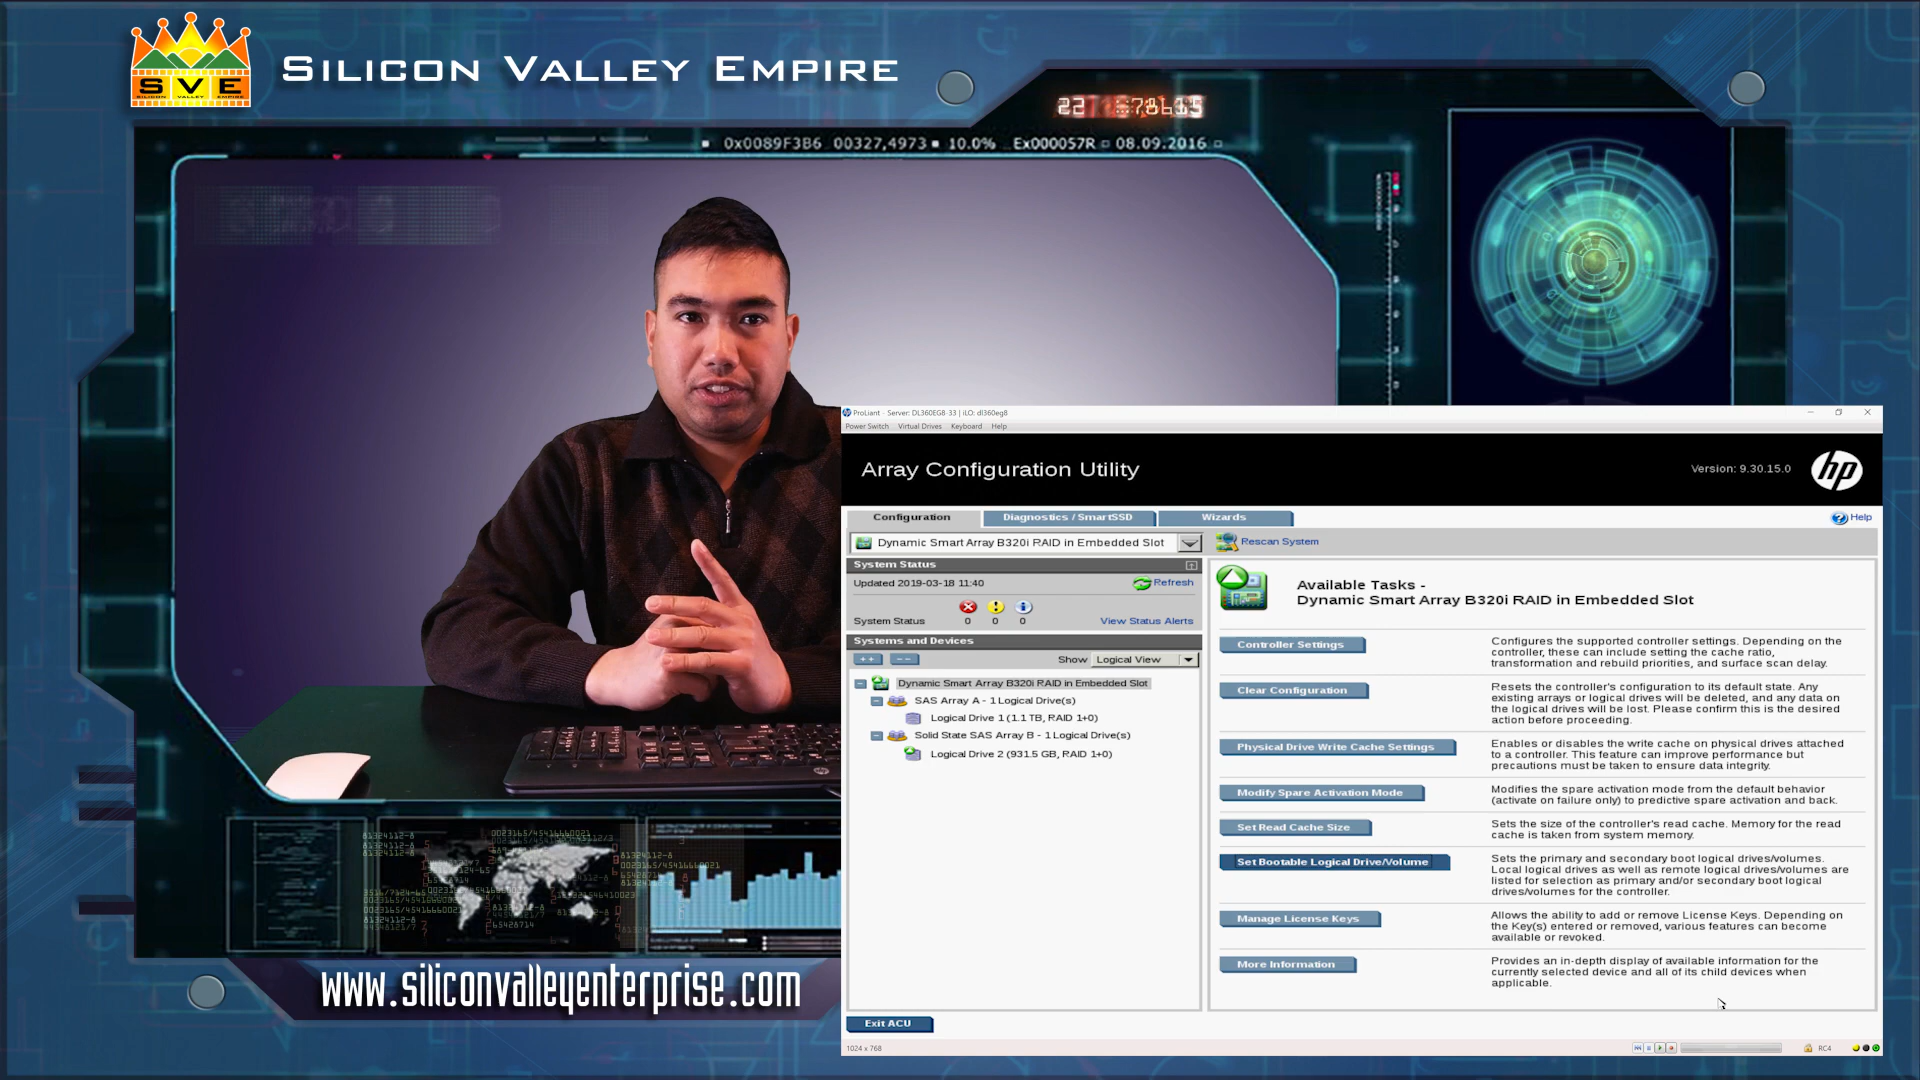 SVE
SILICON VALLEY EMPIRE
SILICON VALLEY EMPIRE
0x0089F3B6 00327,4973 10.0% Ex000057R 08.09.2016
ProLiant - Server: DL360EG8-33 | iLO: dl360eg8
Power Switch Virtual Drives Keyboard Help
Array Configuration Utility
Version: 9.30.15.0
hp
Configuration Diagnostics / SmartSSD Wizards
Help
Dynamic Smart Array B320i RAID in Embedded Slot
Rescan System
System Status
Updated 2019-03-18 11:40
Refresh
System Status 0 0 0 View Status Alerts
Systems and Devices
++ -- Show Logical View
Dynamic Smart Array B320i RAID in Embedded Slot
SAS Array A - 1 Logical Drive(s)
Logical Drive 1 (1.1 TB, RAID 1+0)
Solid State SAS Array B - 1 Logical Drive(s)
Logical Drive 2 (931.5 GB, RAID 1+0)
Available Tasks -
Dynamic Smart Array B320i RAID in Embedded Slot
Controller Settings
Configures the supported controller settings. Depending on the
controller, these can include setting the cache ratio,
transformation and rebuild priorities, and surface scan delay.
Clear Configuration
Resets the controller's configuration to its default state. Any
existing arrays or logical drives will be deleted, and any data on
the logical drives will be lost. Please confirm this is the desired
action before proceeding.
Physical Drive Write Cache Settings
Enables or disables the write cache on physical drives attached
to a controller. This feature can improve performance but
precautions must be taken to ensure data integrity.
Modify Spare Activation Mode
Modifies the spare activation mode from the default behavior
(activate on failure only) to predictive spare activation and back.
Set Read Cache Size
Sets the size of the controller's read cache. Memory for the read
cache is taken from system memory.
Set Bootable Logical Drive/Volume
Sets the primary and secondary boot logical drives/volumes.
Local logical drives as well as remote logical drives/volumes are
listed for selection as primary and/or secondary boot logical
drives/volumes for the controller.
Manage License Keys
Allows the ability to add or remove License Keys. Depending on
the Key(s) entered or removed, various features can become
available or revoked.
More Information
Provides an in-depth display of available information for the
currently selected device and all of its child devices when
applicable.
Exit ACU
1024 x 768
RC4
www.siliconvalleyenterprise.com